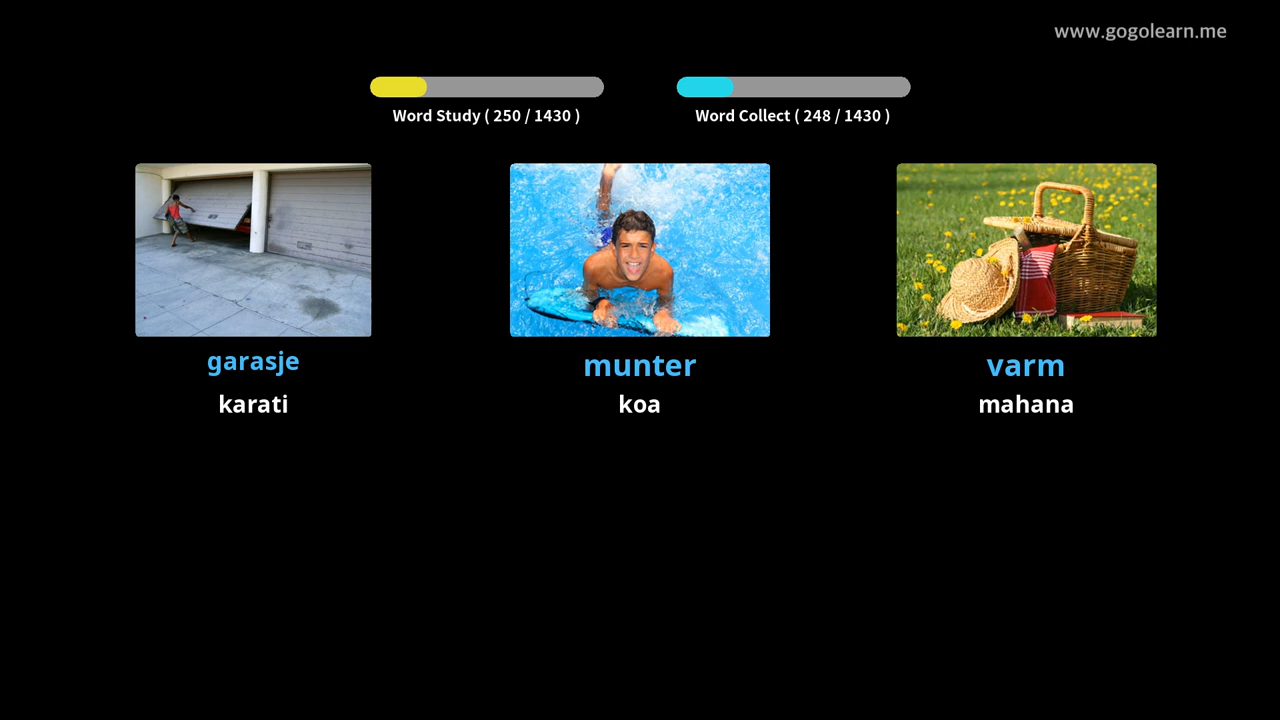 www.gogolearn.me
Word Study ( 250 / 1430 )
Word Collect ( 248 / 1430 )
garasje
karati
munter
koa
varm
mahana